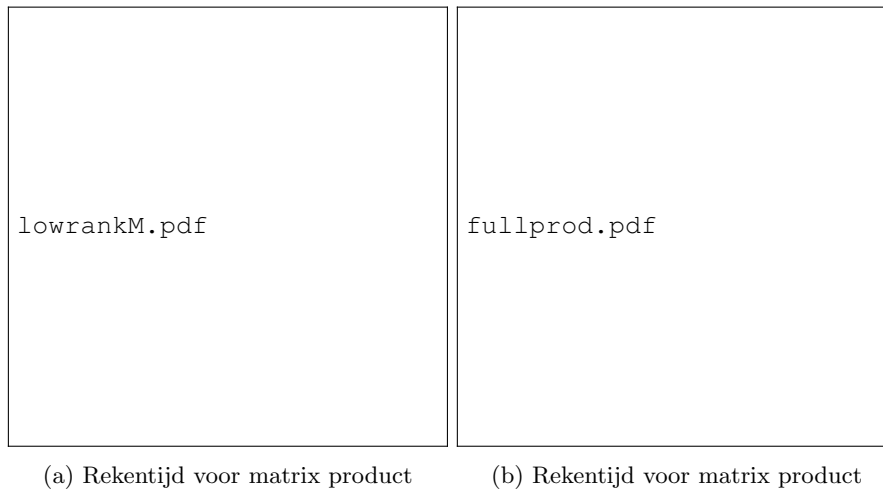 lowrankM.pdf
fullprod.pdf
(a) Rekentijd voor matrix product
(b) Rekentijd voor matrix product